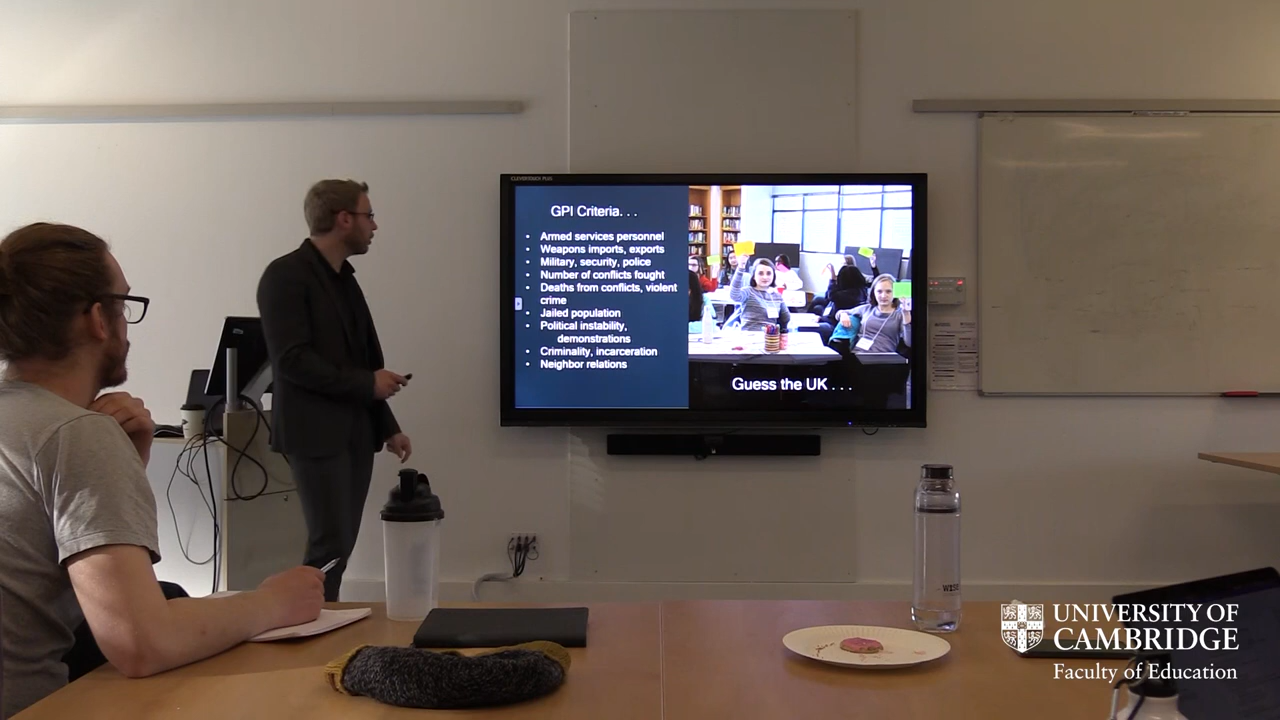 CLEVERTOUCH PLUS
GPI Criteria. . .
• Armed services personnel
• Weapons imports, exports
• Military, security, police
• Number of conflicts fought
• Deaths from conflicts, violent
crime
• Jailed population
• Political instability,
demonstrations
• Criminality, incarceration
• Neighbor relations
Guess the UK . . .
UNIVERSITY OF
CAMBRIDGE
Faculty of Education